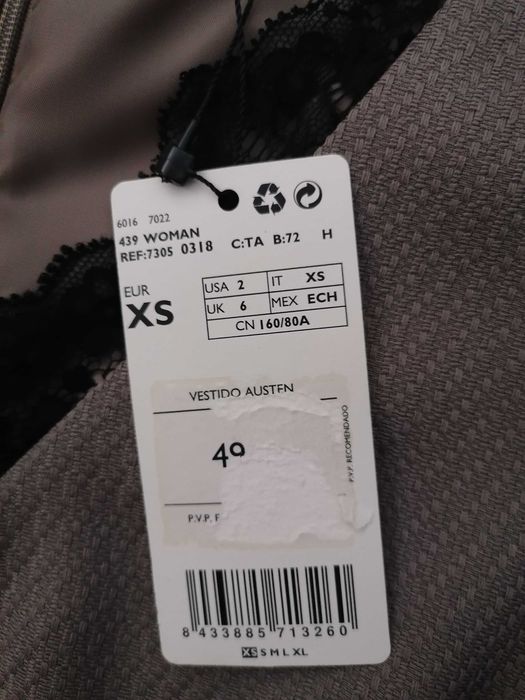 6016 7022
439 WOMAN
REF:7305 0318 C:TA B:72 H
EUR
XS
USA 2 IT XS
UK 6 MEX ECH
CN 160/80A
VESTIDO AUSTEN
49
P.V.P. RECOMENDADO
P.V.P.
8 433885 713260
XS S M L XL